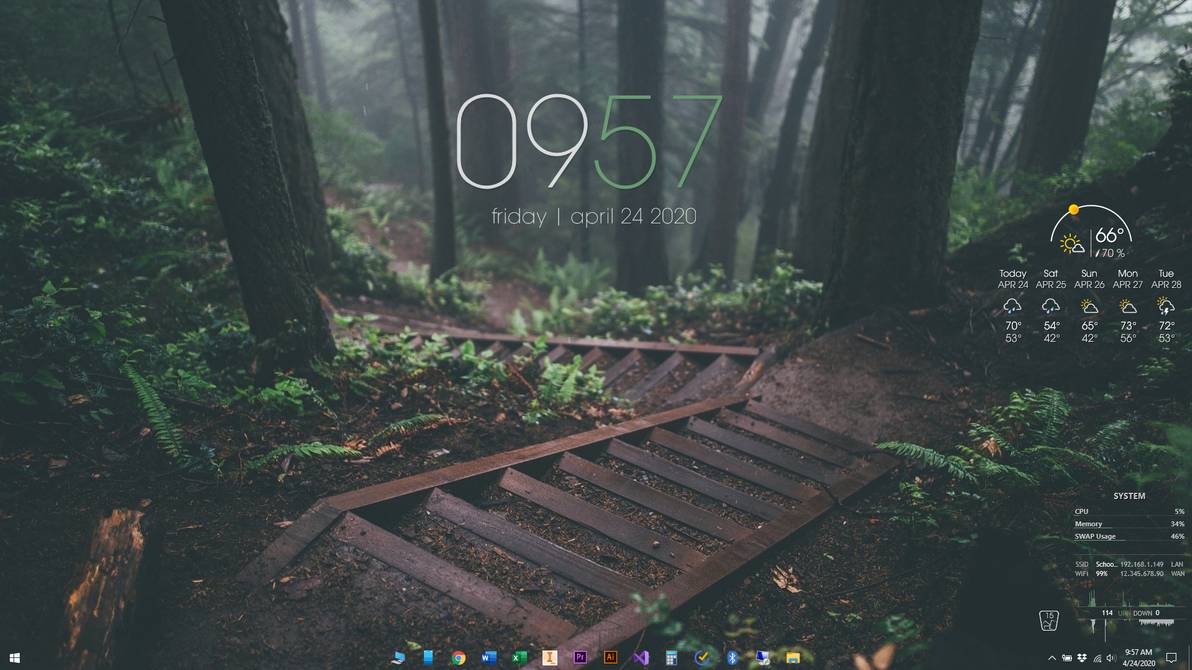 0957
friday | april 24 2020
66°
70 %
Today Sat Sun Mon Tue
APR 24 APR 25 APR 26 APR 27 APR 28
70° 54° 65° 73° 72°
53° 42° 42° 56° 53°
SYSTEM
CPU 5%
Memory 34%
SWAP Usage 46%
SSID Schoo... 192.168.1.149 LAN
WiFi 99% 12.345.678.90 WAN
114 UP DOWN 0
15
Pr Ai
9:57 AM
4/24/2020